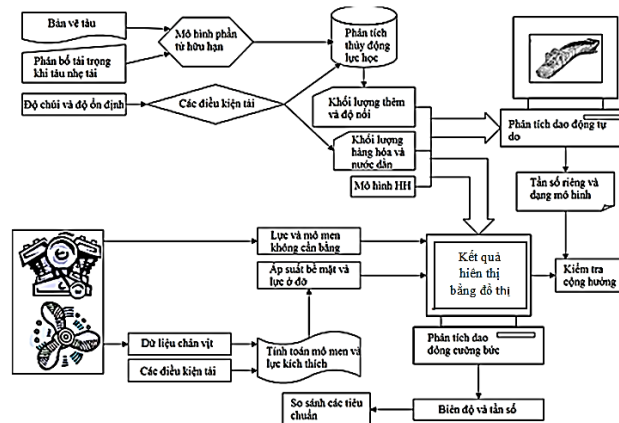 Bản vẽ tàu
Phân bố tải trọng
khi tàu nhẹ tải
Độ chúi và độ ổn định
Mô hình phần
tử hữu hạn
Các điều kiện tải
Phân tích
thủy động
lực học
Khối lượng thêm
và độ nổi
Khối lượng
hàng hóa và
nước dằn
Mô hình HH
Phân tích dao động tự
do
Tần số riêng và
dạng mô hình
Kiểm tra
cộng hưởng
Lực và mô men
không cân bằng
Áp suất bề mặt và
lực ổ đỡ
Kết quả
hiển thị
bằng đồ thị
Dữ liệu chân vịt
Các điều kiện tải
Tính toán mô men và
lực kích thích
Phân tích dao
động cưỡng bức
Biên độ và tần số
So sánh các tiêu
chuẩn